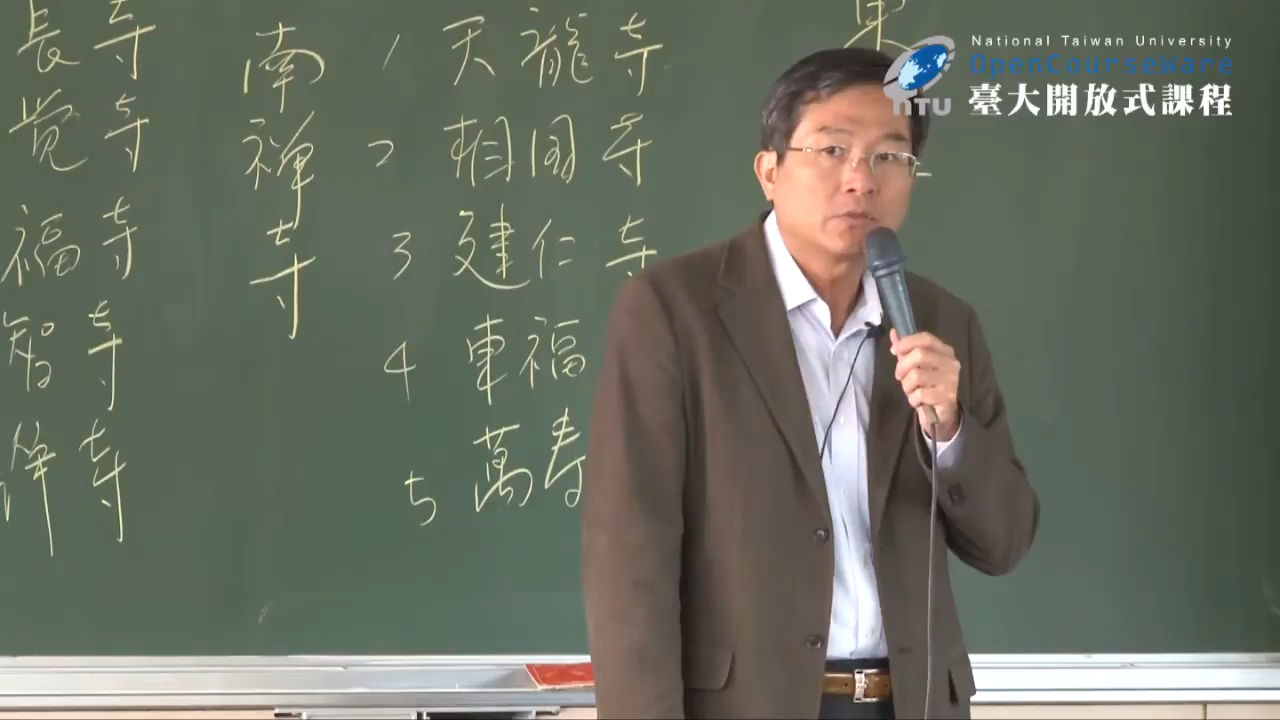 National Taiwan University
OpenCourseWare
臺大開放式課程
NTU
東
南禅寺
1 天龍寺
2 相国寺
3 建仁寺
4 東福
5 萬寿
長寺
覚寺
福寺
智寺
寺